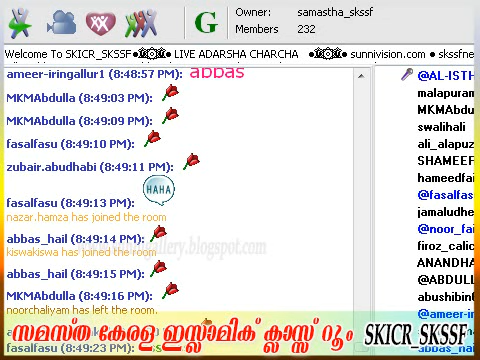 Owner: samastha_skssf
Members 232
G
Welcome To SKICR_SKSSF LIVE ADARSHA CHARCHA sunnivision.com ● skssfnew
ameer-iringallur1 (8:48:57 PM): abbas
MKMAbdulla (8:49:03 PM):
MKMAbdulla (8:49:09 PM):
fasalfasu (8:49:10 PM):
zubair.abudhabi (8:49:11 PM):
HAHA
fasalfasu (8:49:13 PM):
nazar.hamza has joined the room
abbas_hail (8:49:14 PM):
kiswakiswa has joined the room
abbas_hail (8:49:15 PM):
MKMAbdulla (8:49:16 PM):
noorchaliyam has left the room.
fasalfasu (8:49:23 PM):
@AL-ISTH
malapuram
MKMAbdu
swalihali
ali_alapuz
SHAMEEF
hameedfai
@fasalfasu
jamaludhe
@noor_fai
firoz_calic
ANANDHA
@ABDULL
abushibin
@ameer-ir
abbas_ha
സമസ്ത കേരള ഇസ്ലാമിക് ക്ലാസ്സ് റൂം SKICR_SKSSF